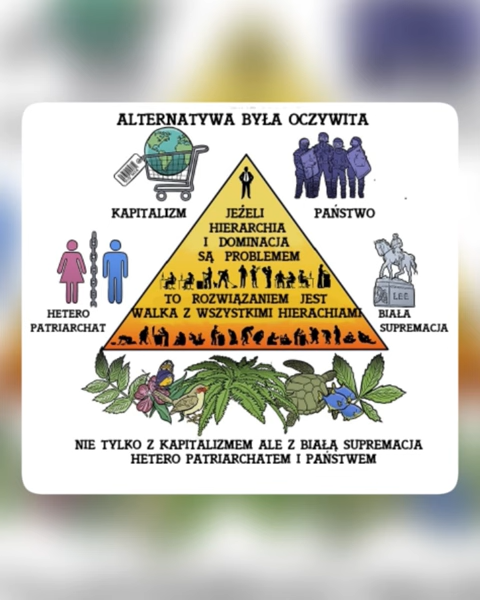 ALTERNATYWA BYŁA OCZYWITA
KAPITALIZM
PAŃSTWO
JEŻELI
HIERARCHIA
I DOMINACJA
SĄ PROBLEMEM
TO ROZWIĄZANIEM JEST
WALKA Z WSZYSTKIMI HIERACHIAMI
HETERO
PATRIARCHAT
LEE
BIAŁA
SUPREMACJA
NIE TYLKO Z KAPITALIZMEM ALE Z BIAŁĄ SUPREMACJA
HETERO PATRIARCHATEM I PAŃSTWEM